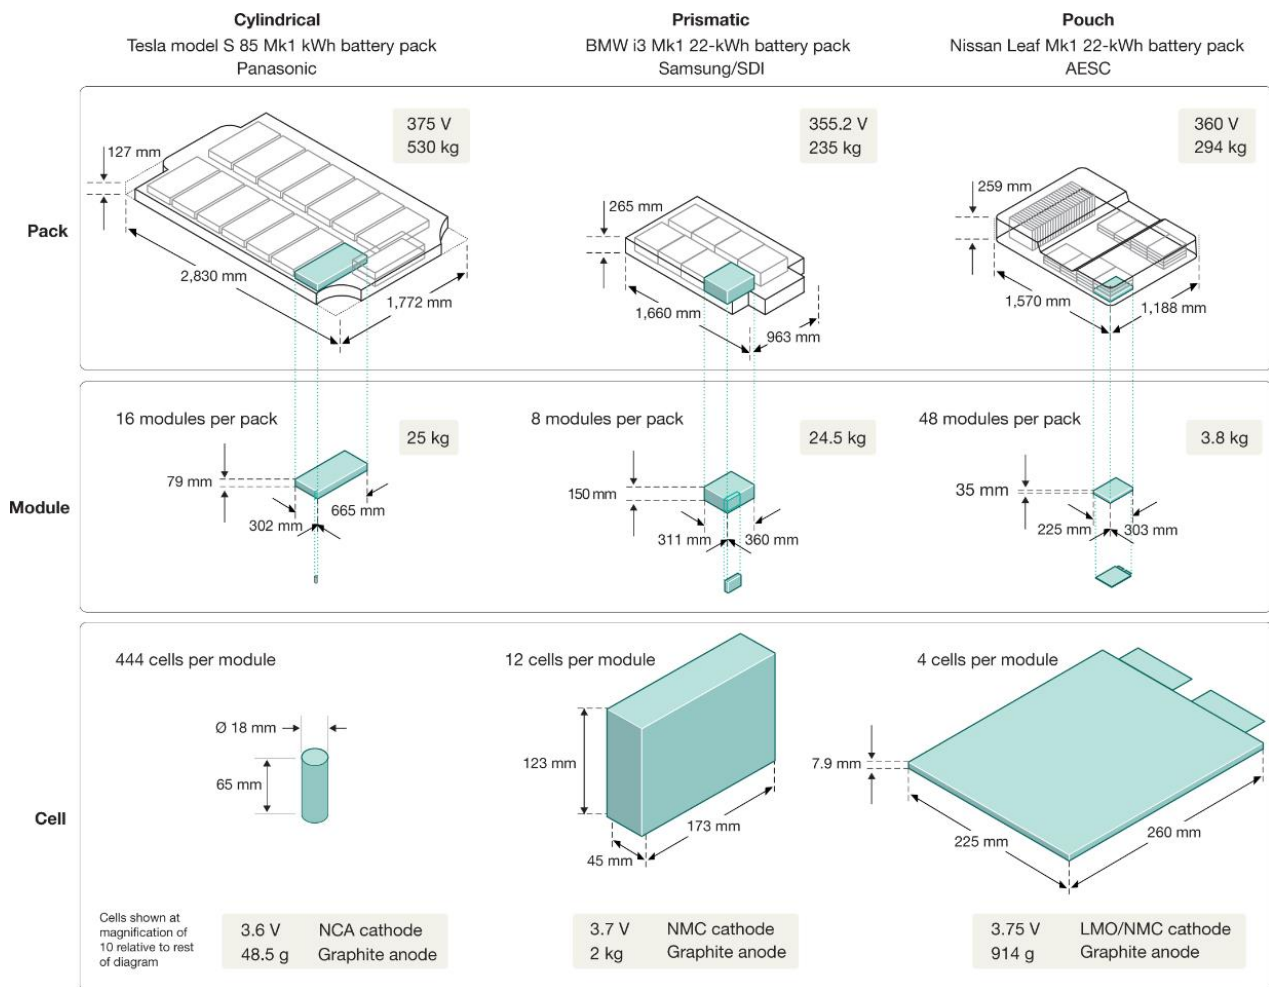 Cylindrical
Tesla model S 85 Mk1 kWh battery pack
Panasonic
Prismatic
BMW i3 Mk1 22-kWh battery pack
Samsung/SDI
Pouch
Nissan Leaf Mk1 22-kWh battery pack
AESC
Pack
375 V
530 kg
127 mm
2,830 mm
1,772 mm
355.2 V
235 kg
265 mm
1,660 mm
963 mm
360 V
294 kg
259 mm
1,570 mm
1,188 mm
Module
16 modules per pack
25 kg
79 mm
302 mm
665 mm
8 modules per pack
24.5 kg
150 mm
311 mm
360 mm
48 modules per pack
3.8 kg
35 mm
225 mm
303 mm
Cell
444 cells per module
Ø 18 mm
65 mm
12 cells per module
123 mm
45 mm
173 mm
4 cells per module
7.9 mm
225 mm
260 mm
Cells shown at
magnification of
10 relative to rest
of diagram
3.6 V NCA cathode
48.5 g Graphite anode
3.7 V NMC cathode
2 kg Graphite anode
3.75 V LMO/NMC cathode
914 g Graphite anode